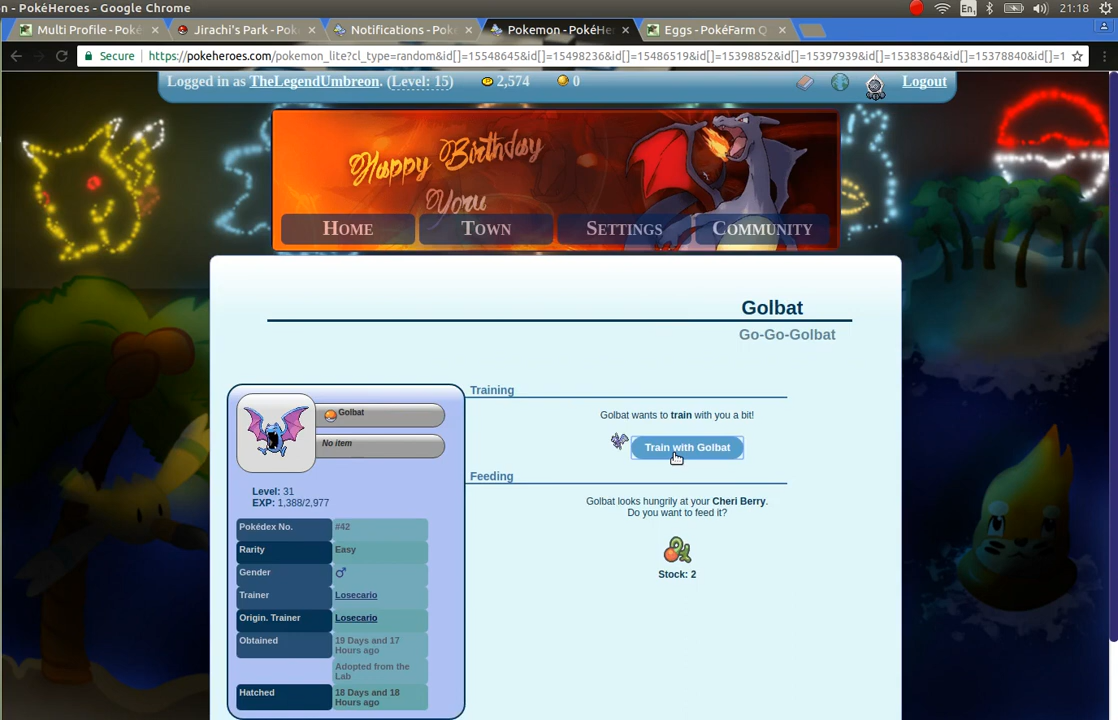 n - PokéHeroes - Google Chrome
En
21:18
Multi Profile - Poké
Jirachi's Park - Pok
Notifications - Pok
Pokemon - PokéHe
Eggs - PokéFarm Q
Secure
https://pokeheroes.com/pokemon_lite?cl_type=random&id[]=15548645&id[]=15498236&id[]=15486519&id[]=15398852&id[]=15397939&id[]=15383864&id[]=15378840&id[]=1
Logged in as TheLegendUmbreon. (Level: 15)
2,574
0
Logout
Happy Birthday
Yoru
Home
Town
Settings
Community
Golbat
Go-Go-Golbat
Golbat
No item
Level: 31
EXP: 1,388/2,977
Pokédex No. #42
Rarity Easy
Gender ♂
Trainer Losecario
Origin. Trainer Losecario
Obtained 19 Days and 17
Hours ago
Adopted from the
Lab
Hatched 18 Days and 18
Hours ago
Training
Golbat wants to train with you a bit!
Train with Golbat
Feeding
Golbat looks hungrily at your Cheri Berry.
Do you want to feed it?
Stock: 2